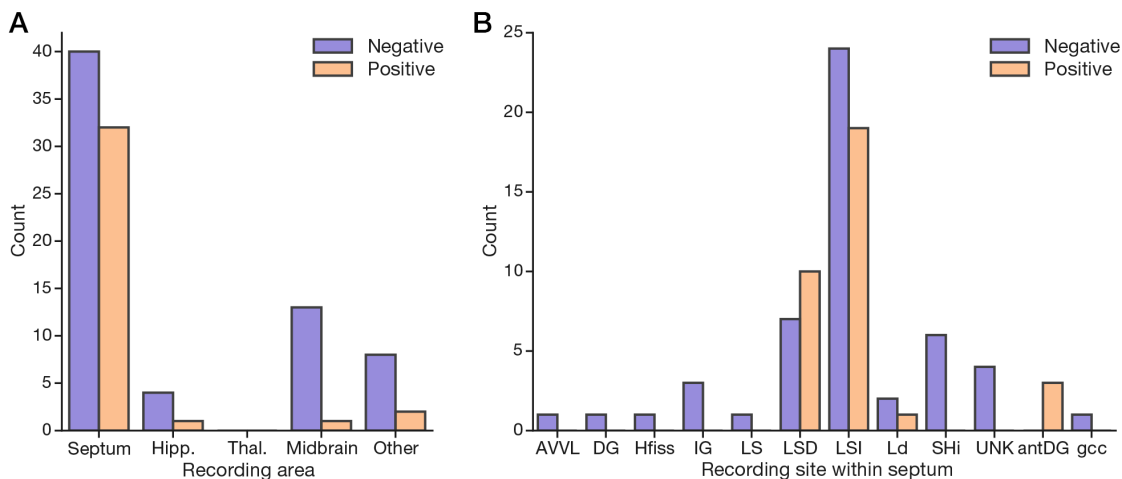 A
Negative
Positive
40
35
30
25
20
15
10
5
0
Count
Septum Hipp. Thal. Midbrain Other
Recording area
B
Negative
Positive
25
20
15
10
5
0
Count
AVVL DG Hfiss IG LS LSD LSI Ld SHi UNK antDG gcc
Recording site within septum